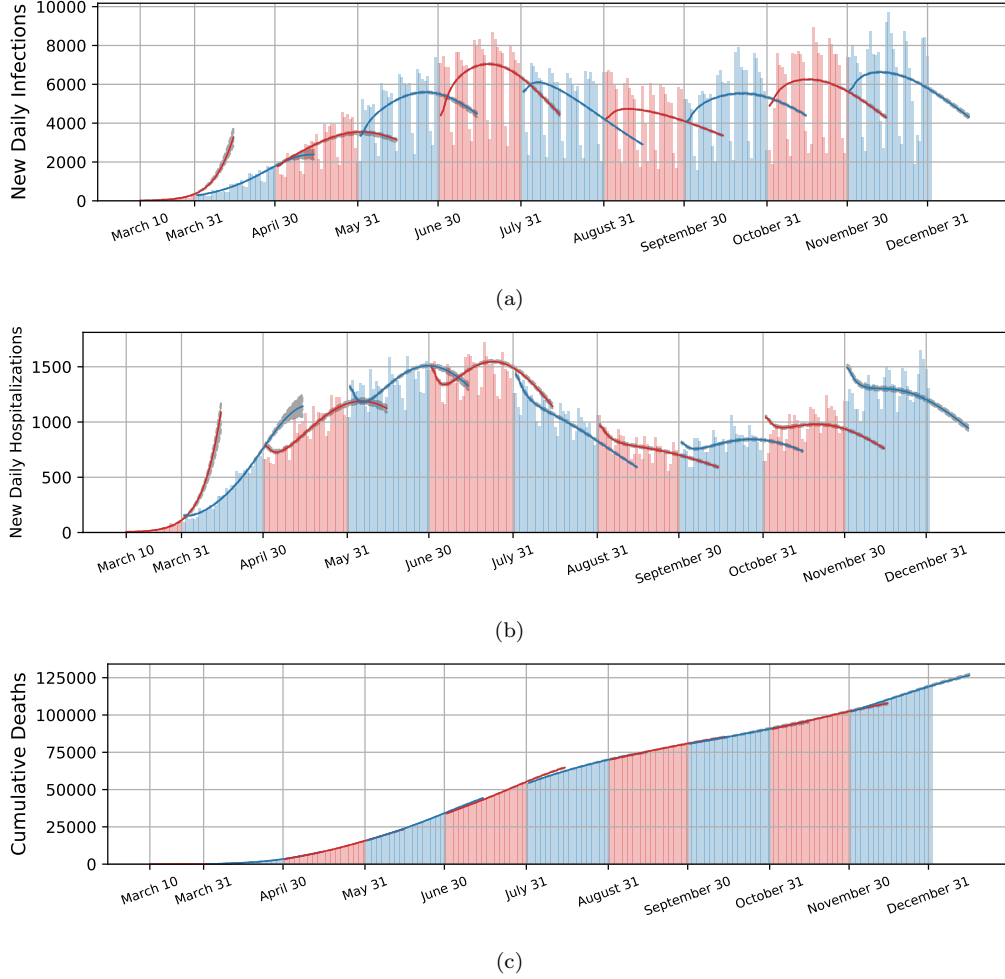 New Daily Infections
10000
8000
6000
4000
2000
0
March 10
March 31
April 30
May 31
June 30
July 31
August 31
September 30
October 31
November 30
December 31
(a)
New Daily Hospitalizations
1500
1000
500
0
March 10
March 31
April 30
May 31
June 30
July 31
August 31
September 30
October 31
November 30
December 31
(b)
Cumulative Deaths
125000
100000
75000
50000
25000
0
March 10
March 31
April 30
May 31
June 30
July 31
August 31
September 30
October 31
November 30
December 31
(c)